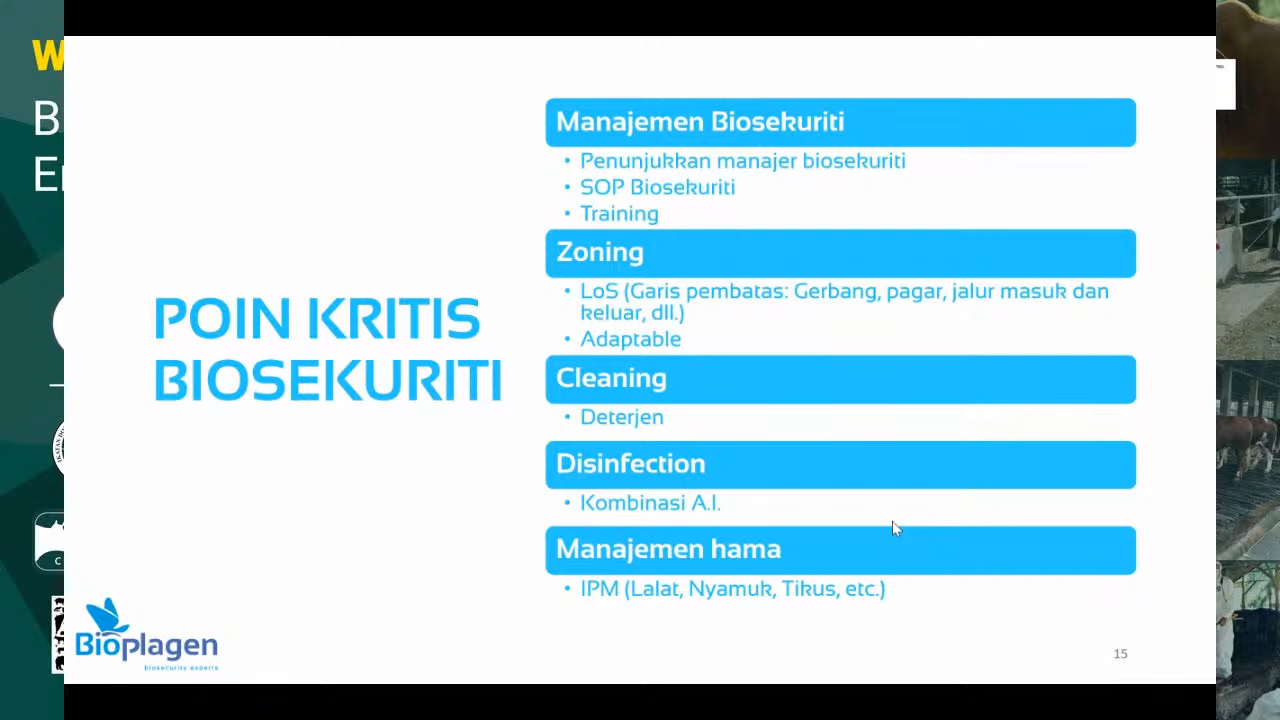 POIN KRITIS
BIOSEKURITI
Manajemen Biosekuriti
• Penunjukkan manajer biosekuriti
• SOP Biosekuriti
• Training
Zoning
• LoS (Garis pembatas: Gerbang, pagar, jalur masuk dan
keluar, dll.)
• Adaptable
Cleaning
• Deterjen
Disinfection
• Kombinasi A.I.
Manajemen hama
• IPM (Lalat, Nyamuk, Tikus, etc.)
Bioplagen
biosecurity experts
15